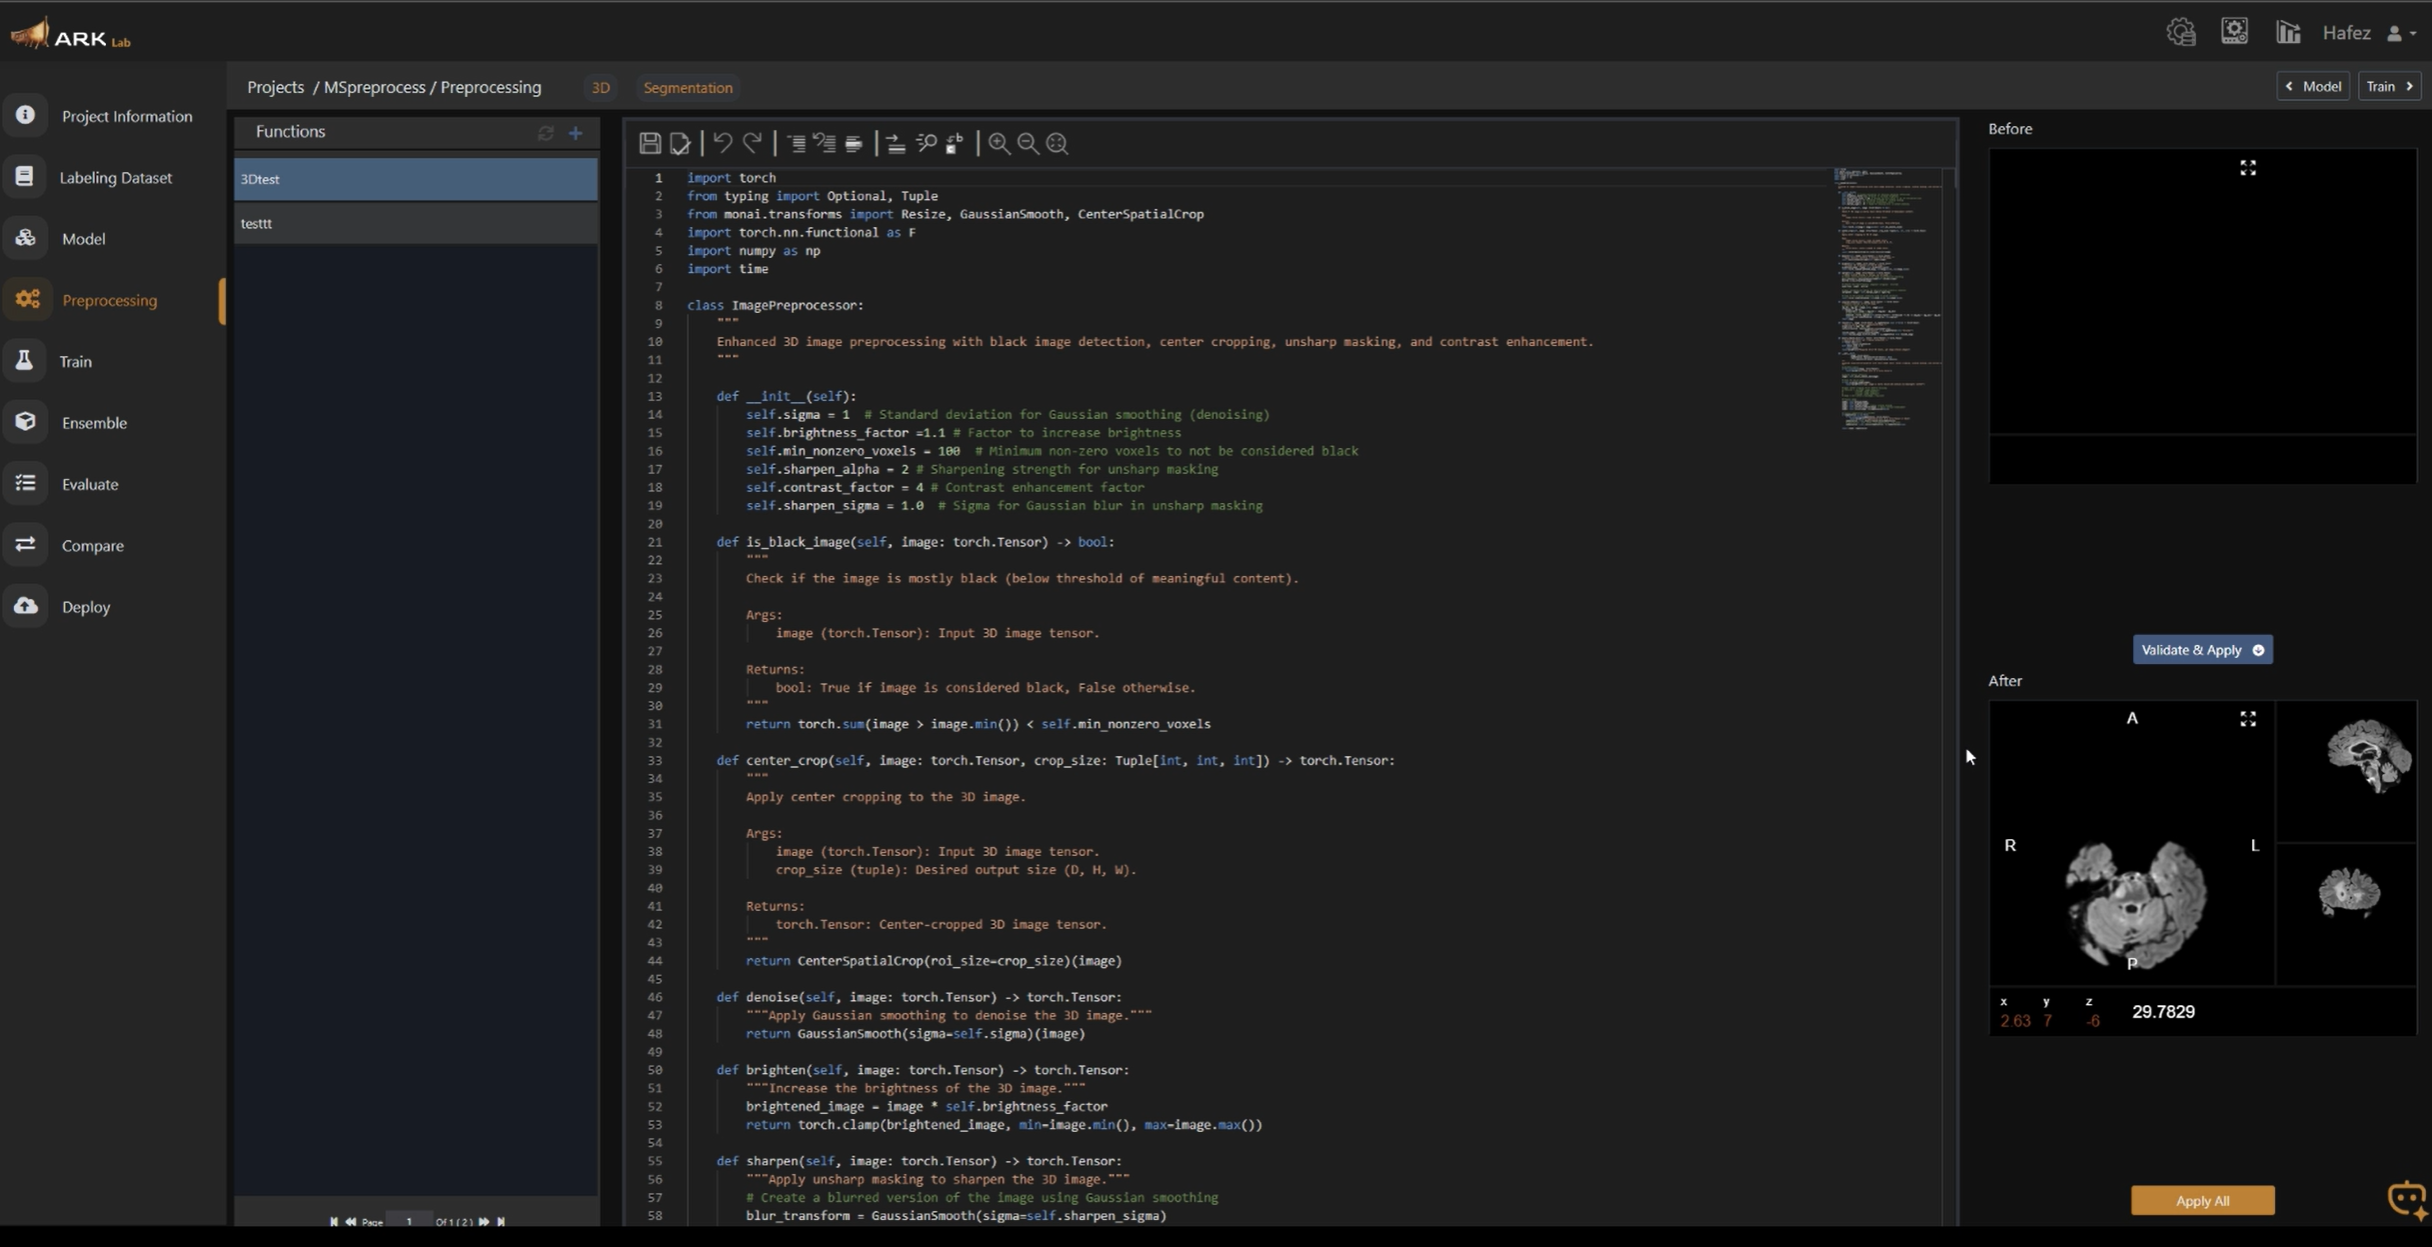 ARK Lab
Hafez
Projects / MSpreprocess / Preprocessing
3D
Segmentation
Model
Train
Project Information
Labeling Dataset
Model
Preprocessing
Train
Ensemble
Evaluate
Compare
Deploy
Functions
3Dtest
testtt
Page 1 Of 1 ( 2 )
1 import torch
2 from typing import Optional, Tuple
3 from monai.transforms import Resize, GaussianSmooth, CenterSpatialCrop
4 import torch.nn.functional as F
5 import numpy as np
6 import time
7
8 class ImagePreprocessor:
9 """
10 Enhanced 3D image preprocessing with black image detection, center cropping, unsharp masking, and contrast enhancement.
11 """
12
13 def __init__(self):
14 self.sigma = 1 # Standard deviation for Gaussian smoothing (denoising)
15 self.brightness_factor =1.1 # Factor to increase brightness
16 self.min_nonzero_voxels = 100 # Minimum non-zero voxels to not be considered black
17 self.sharpen_alpha = 2 # Sharpening strength for unsharp masking
18 self.contrast_factor = 4 # Contrast enhancement factor
19 self.sharpen_sigma = 1.0 # Sigma for Gaussian blur in unsharp masking
20
21 def is_black_image(self, image: torch.Tensor) -> bool:
22 """
23 Check if the image is mostly black (below threshold of meaningful content).
24
25 Args:
26 image (torch.Tensor): Input 3D image tensor.
27
28 Returns:
29 bool: True if image is considered black, False otherwise.
30 """
31 return torch.sum(image > image.min()) < self.min_nonzero_voxels
32
33 def center_crop(self, image: torch.Tensor, crop_size: Tuple[int, int, int]) -> torch.Tensor:
34 """
35 Apply center cropping to the 3D image.
36
37 Args:
38 image (torch.Tensor): Input 3D image tensor.
39 crop_size (tuple): Desired output size (D, H, W).
40
41 Returns:
42 torch.Tensor: Center-cropped 3D image tensor.
43 """
44 return CenterSpatialCrop(roi_size=crop_size)(image)
45
46 def denoise(self, image: torch.Tensor) -> torch.Tensor:
47 """Apply Gaussian smoothing to denoise the 3D image."""
48 return GaussianSmooth(sigma=self.sigma)(image)
49
50 def brighten(self, image: torch.Tensor) -> torch.Tensor:
51 """Increase the brightness of the 3D image."""
52 brightened_image = image * self.brightness_factor
53 return torch.clamp(brightened_image, min=image.min(), max=image.max())
54
55 def sharpen(self, image: torch.Tensor) -> torch.Tensor:
56 """Apply unsharp masking to sharpen the 3D image."""
57 # Create a blurred version of the image using Gaussian smoothing
58 blur_transform = GaussianSmooth(sigma=self.sharpen_sigma)
Before
Validate & Apply
After
A
R
L
P
x y z
2.63 7 -6
29.7829
Apply All